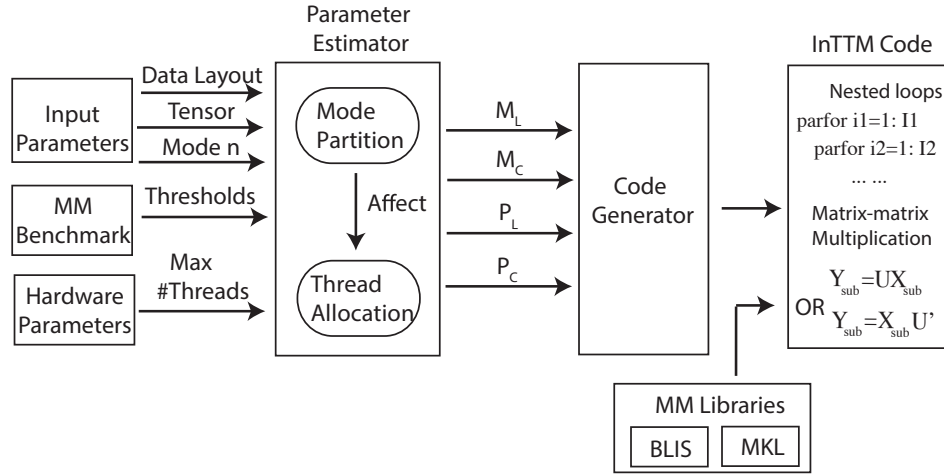 Parameter
Estimator
InTTM Code
Data Layout
Input
Parameters
Tensor
Mode n
MM
Benchmark
Thresholds
Hardware
Parameters
Max
#Threads
Mode
Partition
Affect
Thread
Allocation
M_L
M_C
P_L
P_C
Code
Generator
Nested loops
parfor i1=1: I1
parfor i2=1: I2
... ...
Matrix-matrix
Multiplication
Y_sub=UX_sub
OR Y_sub=X_sub U'
MM Libraries
BLIS
MKL